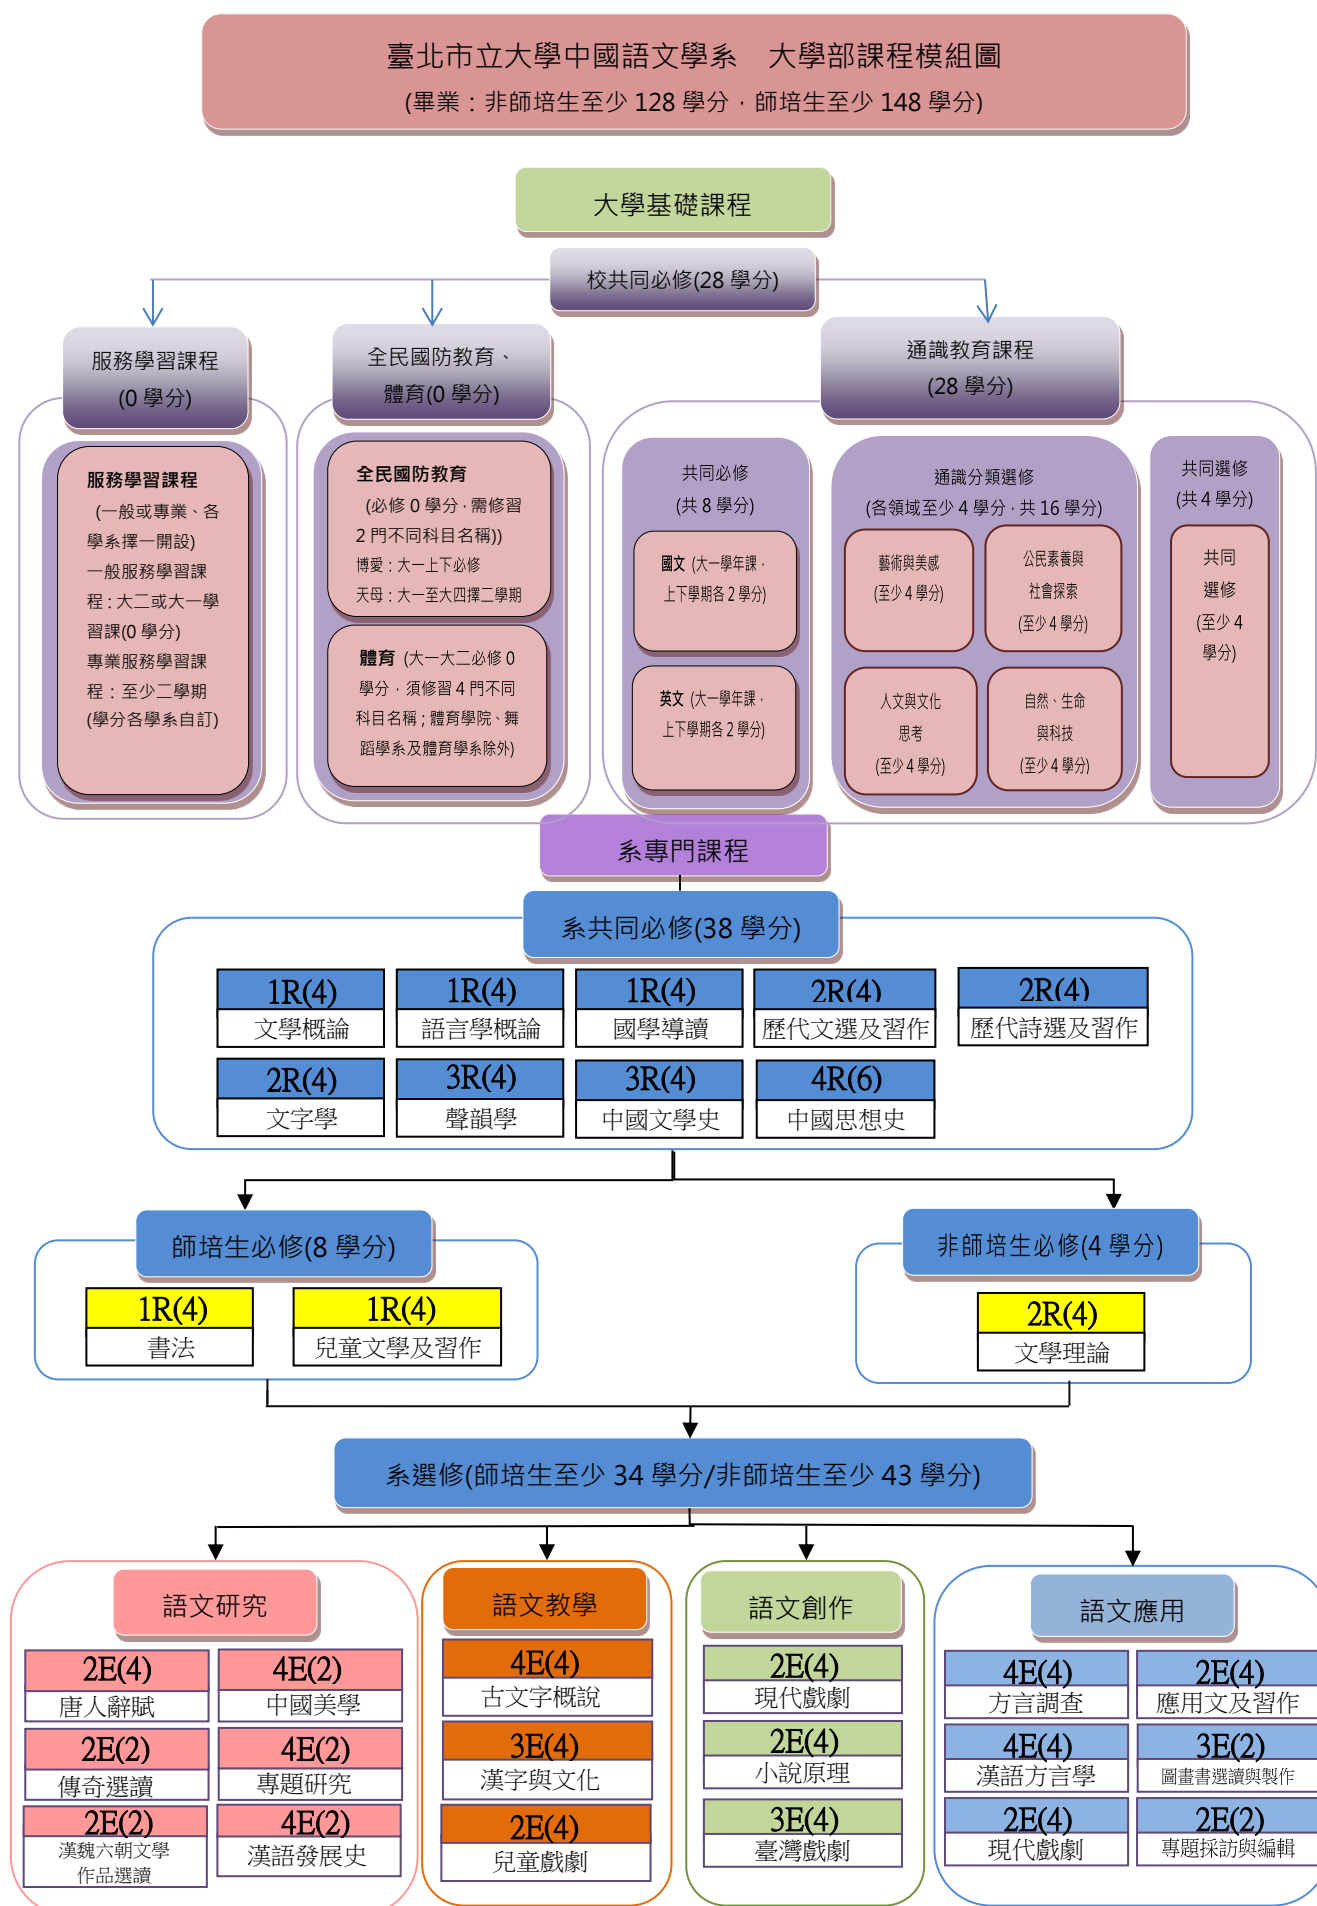 臺北市立大學中國語文學系　大學部課程模組圖
(畢業：非師培生至少 128 學分，師培生至少 148 學分)
大學基礎課程
校共同必修(28 學分)
服務學習課程
(0 學分)
全民國防教育、
體育(0 學分)
通識教育課程
(28 學分)
服務學習課程
(一般或專業、各
學系擇一開設)
一般服務學習課
程：大二或大一學
習課(0 學分)
專業服務學習課
程：至少二學期
(學分各學系自訂)
全民國防教育
(必修 0 學分，需修習
2 門不同科目名稱))
博愛：大一上下必修
天母：大一至大四擇二學期
體育 (大一大二必修 0
學分，須修習 4 門不同
科目名稱；體育學院、舞
蹈學系及體育學系除外)
共同必修
(共 8 學分)
國文 (大一學年課，
上下學期各 2 學分)
英文 (大一學年課，
上下學期各 2 學分)
通識分類選修
(各領域至少 4 學分，共 16 學分)
藝術與美感
(至少 4 學分)
公民素養與
社會探索
(至少 4 學分)
人文與文化
思考
(至少 4 學分)
自然、生命
與科技
(至少 4 學分)
共同選修
(共 4 學分)
共同
選修
(至少 4
學分)
系專門課程
系共同必修(38 學分)
1R(4)
文學概論
1R(4)
語言學概論
1R(4)
國學導讀
2R(4)
歷代文選及習作
2R(4)
歷代詩選及習作
2R(4)
文字學
3R(4)
聲韻學
3R(4)
中國文學史
4R(6)
中國思想史
師培生必修(8 學分)
1R(4)
書法
1R(4)
兒童文學及習作
非師培生必修(4 學分)
2R(4)
文學理論
系選修(師培生至少 34 學分/非師培生至少 43 學分)
語文研究
2E(4)
唐人辭賦
4E(2)
中國美學
2E(2)
傳奇選讀
4E(2)
專題研究
2E(2)
漢魏六朝文學
作品選讀
4E(2)
漢語發展史
語文教學
4E(4)
古文字概說
3E(4)
漢字與文化
2E(4)
兒童戲劇
語文創作
2E(4)
現代戲劇
2E(4)
小說原理
3E(4)
臺灣戲劇
語文應用
4E(4)
方言調查
2E(4)
應用文及習作
4E(4)
漢語方言學
3E(2)
圖畫書選讀與製作
2E(4)
現代戲劇
2E(2)
專題採訪與編輯